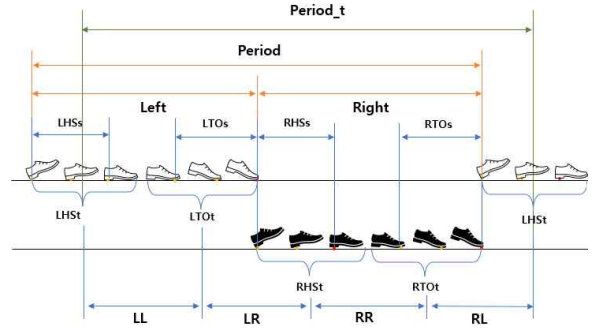 Period_t
Period
Left
Right
LHSs
LTOs
RHSs
RTOs
LHSt
LTOt
LHSt
RHSt
RTOt
LL
LR
RR
RL